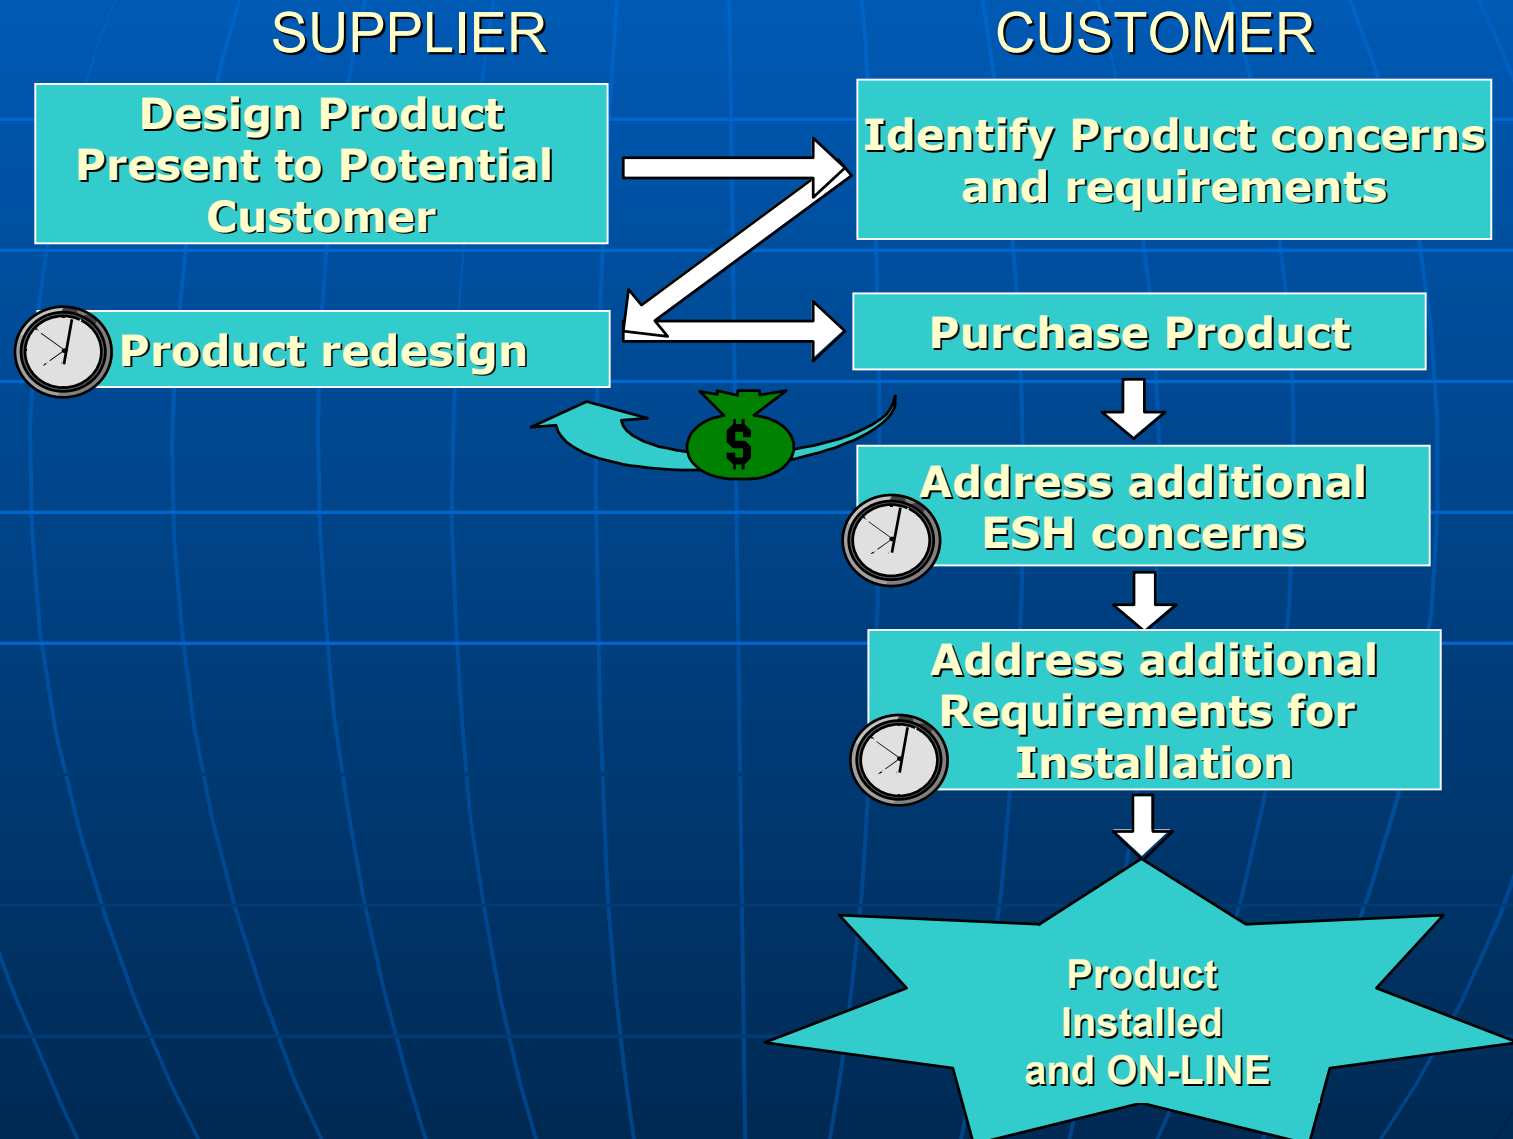 SUPPLIER
CUSTOMER
Design Product
Present to Potential
Customer
Identify Product concerns
and requirements
Product redesign
Purchase Product
$
Address additional
ESH concerns
Address additional
Requirements for
Installation
Product
Installed
and ON-LINE